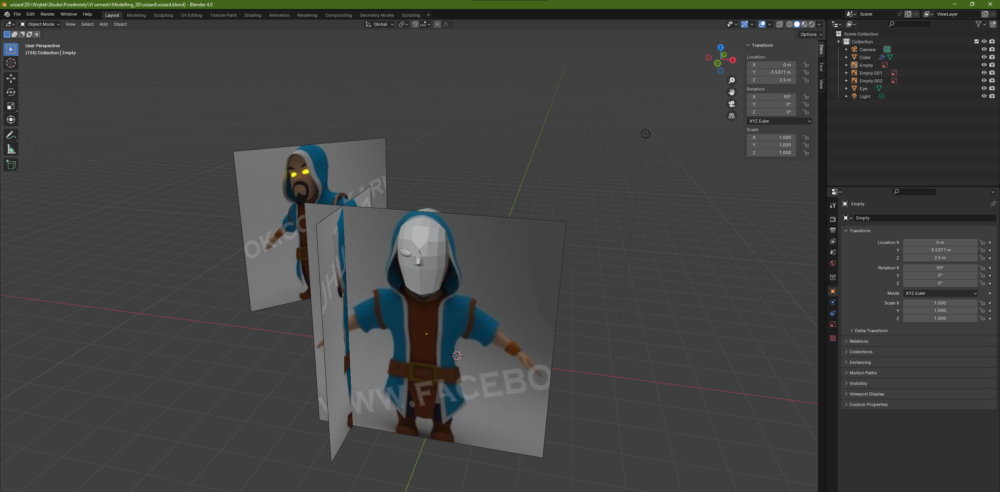 wizard [D:\Wojtek\Studia\Przedmioty\VI semestr\Modelling_3D\wizard\wizard.blend] - Blender 4.0
File Edit Render Window Help
Layout Modeling Sculpting UV Editing Texture Paint Shading Animation Rendering Compositing Geometry Nodes Scripting
Scene
ViewLayer
Object Mode View Select Add Object
Global
Options
User Perspective
(155) Collection | Empty
Z
Y
X
Transform
Location:
X 0 m
Y -3.5371 m
Z 2.5 m
Rotation:
X 90°
Y 0°
Z 0°
XYZ Euler
Scale:
X 1.000
Y 1.000
Z 1.000
Item
Tool
View
OK.CO
WW.FACEBO
Scene Collection
Collection
Camera
Cube
Empty
Empty.001
Empty.002
Eye
Light
Empty
Empty
Transform
Location X 0 m
Y -3.5371 m
Z 2.5 m
Rotation X 90°
Y 0°
Z 0°
Mode XYZ Euler
Scale X 1.000
Y 1.000
Z 1.000
Delta Transform
Relations
Collections
Instancing
Motion Paths
Visibility
Viewport Display
Custom Properties